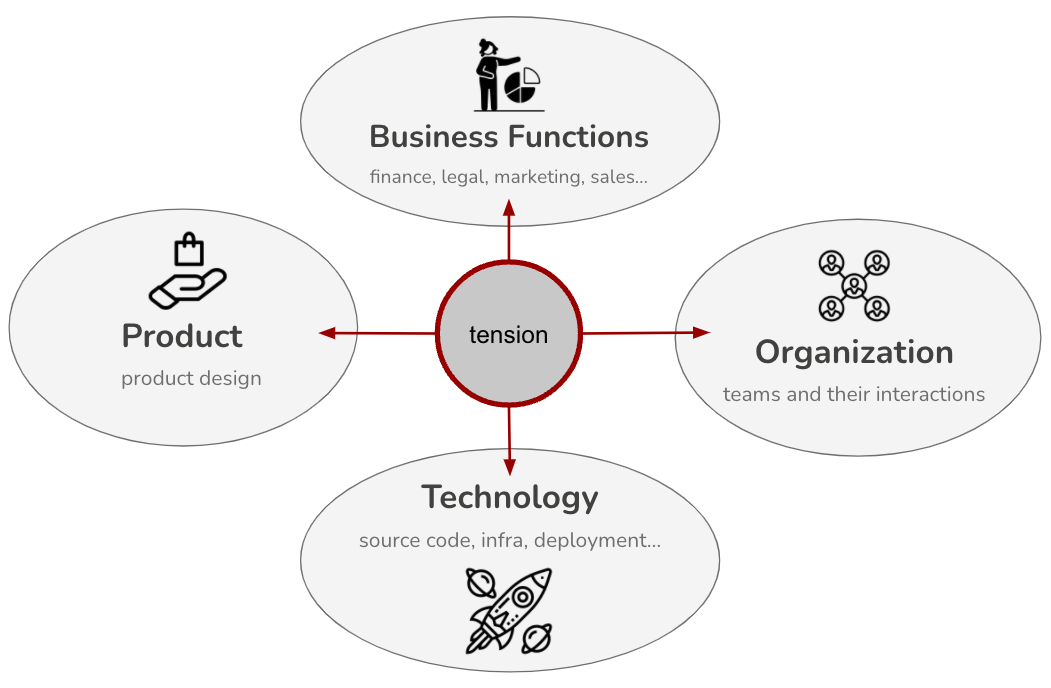 Business Functions
finance, legal, marketing, sales...
Product
product design
tension
Organization
teams and their interactions
Technology
source code, infra, deployment...